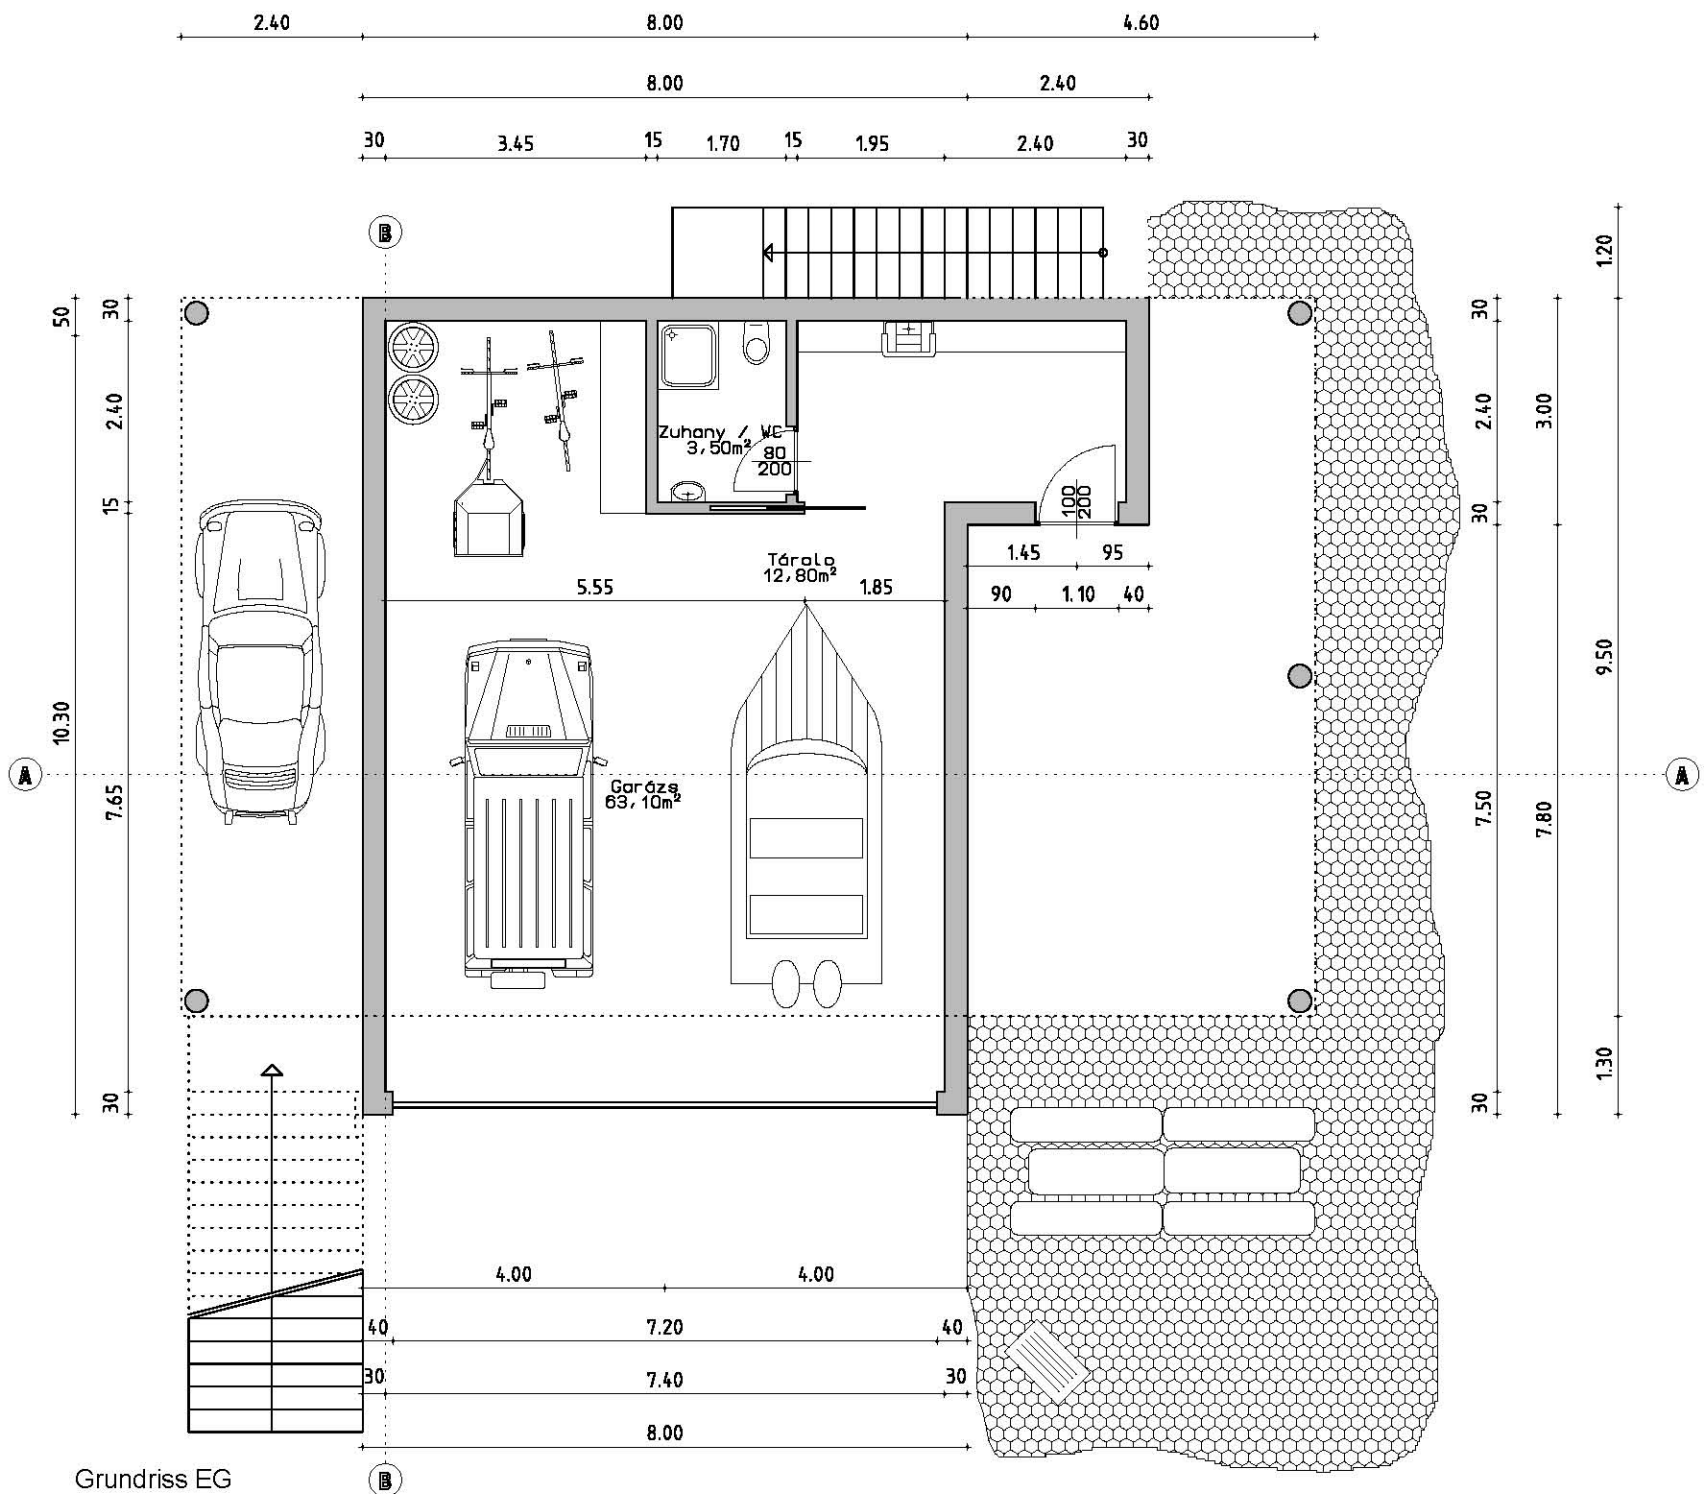 2.40 8.00 4.60
8.00 2.40
30 3.45 15 1.70 15 1.95 2.40 30
B
1.20
50 30 30
2.40 2.40 3.00
Zuhany / WC
3,50m²
80
200
15 30
100
200
1.45 95
Tároló
12,80m²
5.55 1.85
90 1.10 40
9.50
10.30
A A
7.65 7.50 7.80
Garázs
63,10m²
1.30
30 30
4.00 4.00
40 7.20 40
30 7.40 30
8.00
Grundriss EG
B